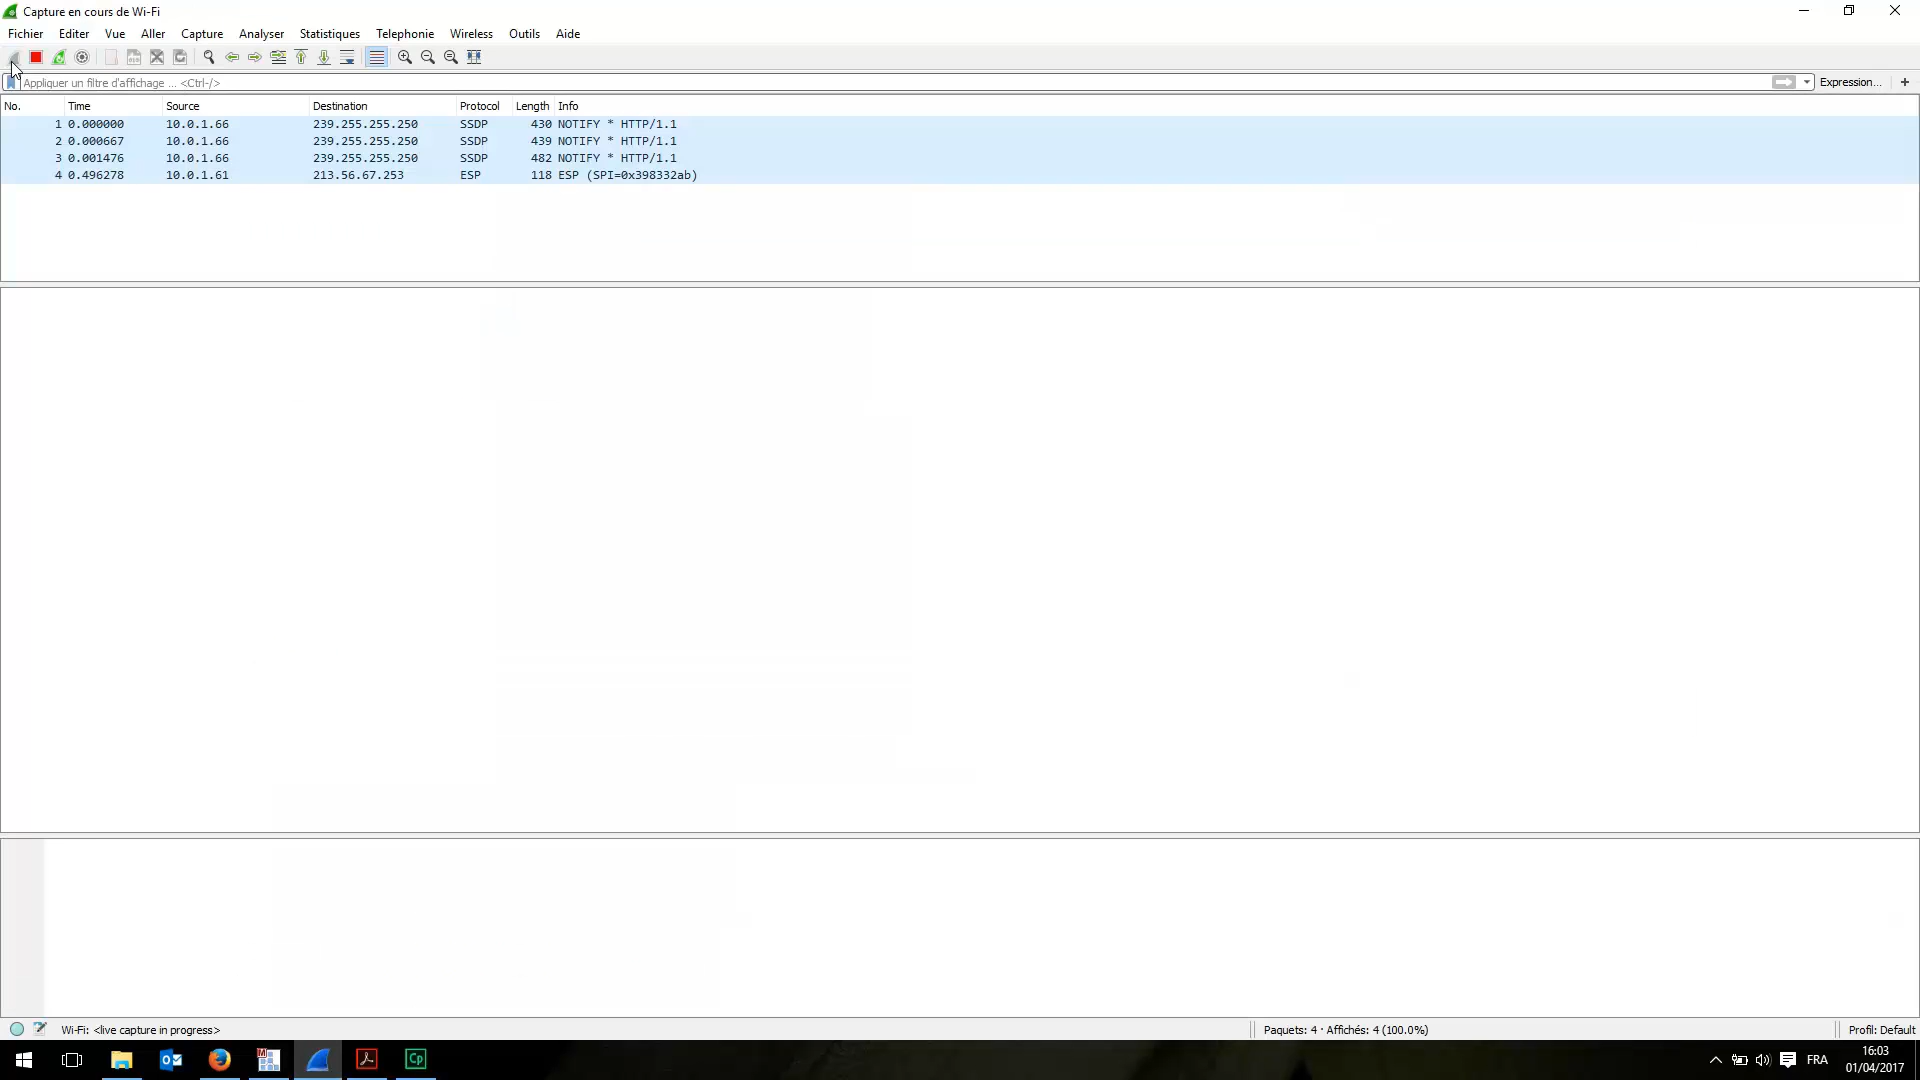 Capture en cours de Wi-Fi
Fichier Editer Vue Aller Capture Analyser Statistiques Telephonie Wireless Outils Aide
Appliquer un filtre d'affichage ... <Ctrl-/> Expression... +
No. Time Source Destination Protocol Length Info
1 0.000000 10.0.1.66 239.255.255.250 SSDP 430 NOTIFY * HTTP/1.1
2 0.000667 10.0.1.66 239.255.255.250 SSDP 439 NOTIFY * HTTP/1.1
3 0.001476 10.0.1.66 239.255.255.250 SSDP 482 NOTIFY * HTTP/1.1
4 0.496278 10.0.1.61 213.56.67.253 ESP 118 ESP (SPI=0x398332ab)
Wi-Fi: <live capture in progress> Paquets: 4 · Affichés: 4 (100.0%) Profil: Default
Cp FRA 16:03
01/04/2017